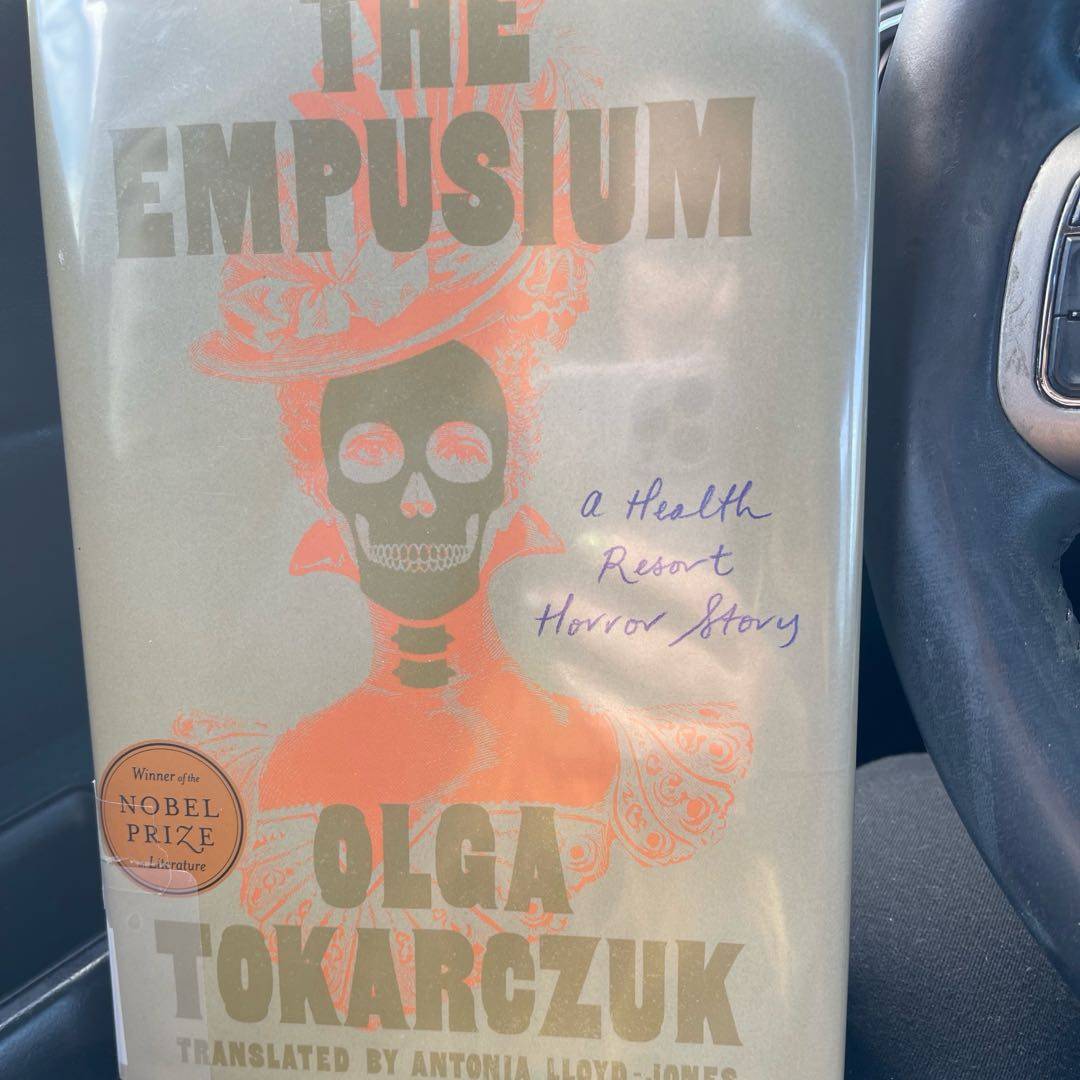 THE
EMPUSIUM
A Health
Resort
Horror Story
Winner of the
NOBEL
PRIZE
Literature
OLGA
TOKARCZUK
TRANSLATED BY ANTONIA LLOYD-JONES